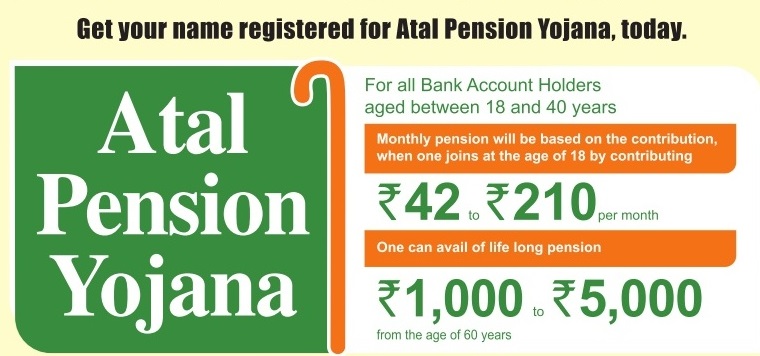 Get your name registered for Atal Pension Yojana, today.
Atal
Pension
Yojana
For all Bank Account Holders
aged between 18 and 40 years
Monthly pension will be based on the contribution,
when one joins at the age of 18 by contributing
₹42 to ₹210 per month
One can avail of life long pension
₹1,000 to ₹5,000
from the age of 60 years